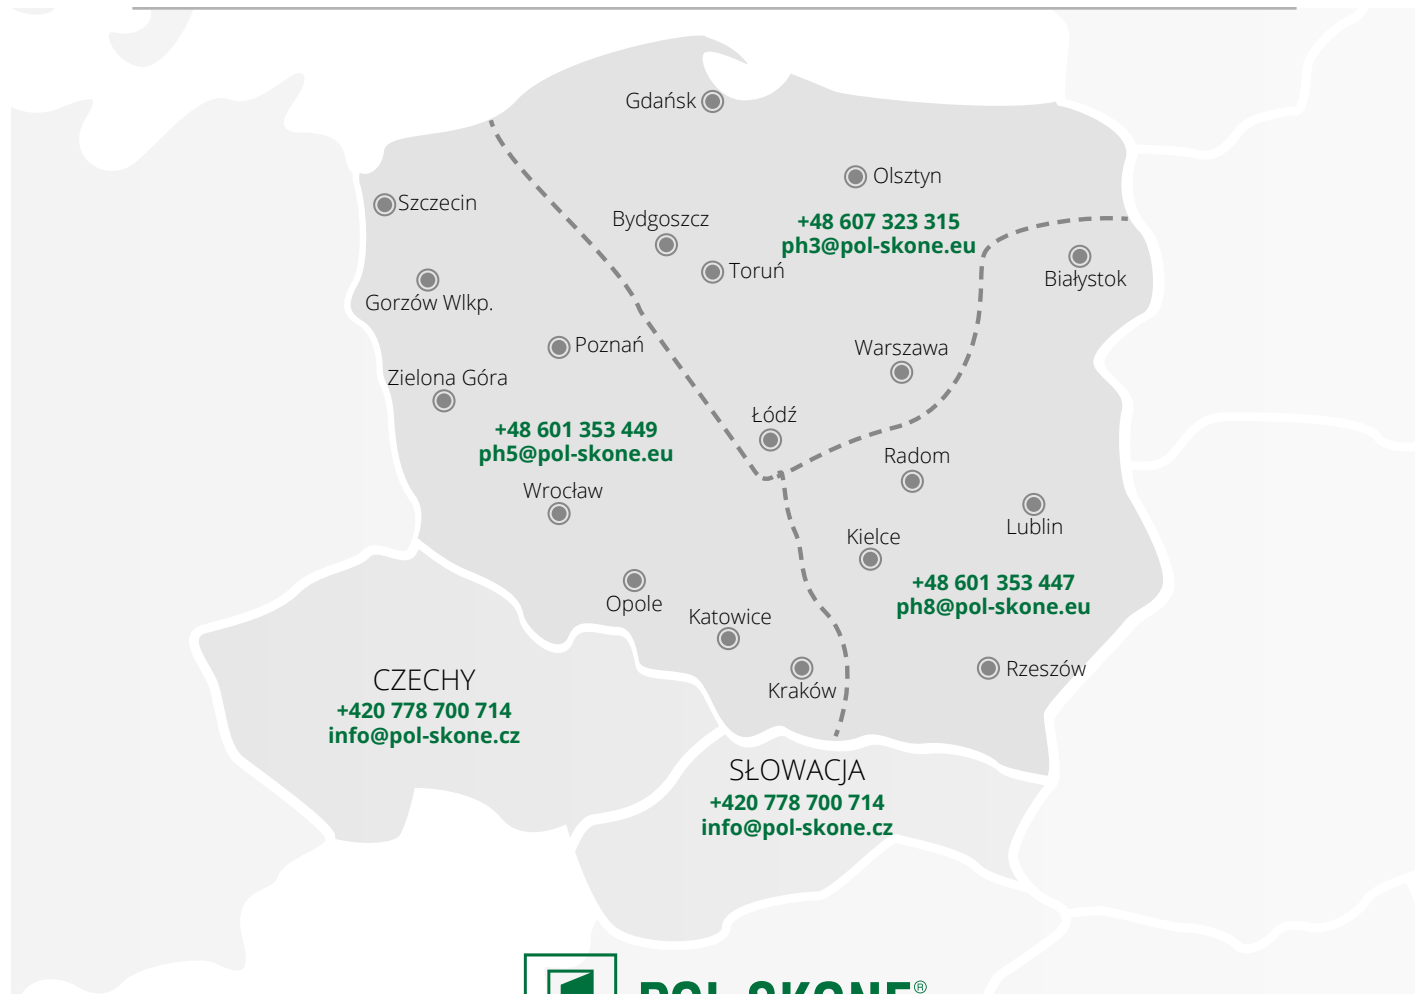 Gdańsk
Olsztyn
Szczecin
Bydgoszcz
+48 607 323 315
ph3@pol-skone.eu
Toruń
Białystok
Gorzów Wlkp.
Poznań
Warszawa
Zielona Góra
Łódź
+48 601 353 449
ph5@pol-skone.eu
Radom
Wrocław
Lublin
Kielce
+48 601 353 447
ph8@pol-skone.eu
Opole
Katowice
Kraków
Rzeszów
CZECHY
+420 778 700 714
info@pol-skone.cz
SŁOWACJA
+420 778 700 714
info@pol-skone.cz
POL-SKONE®